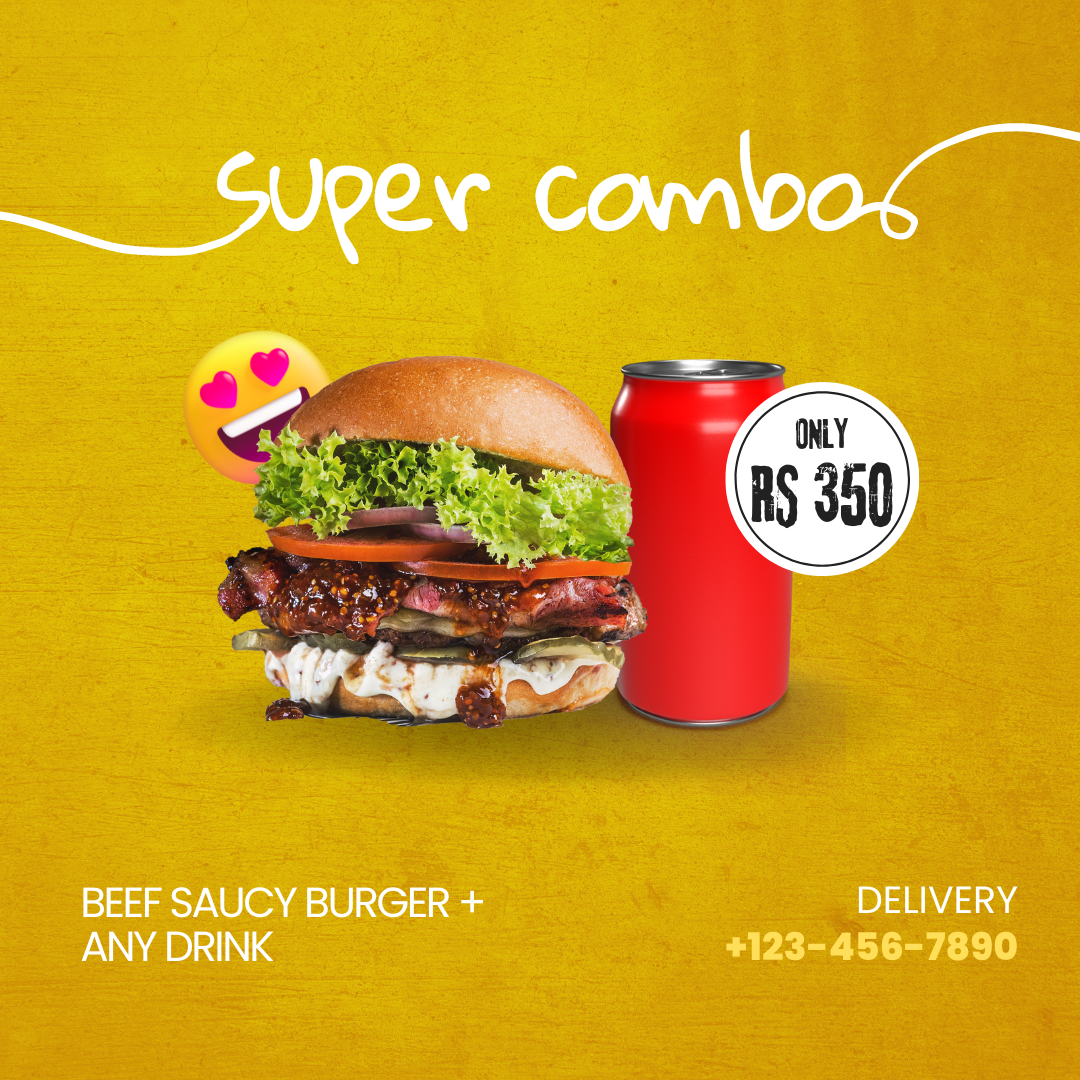 super combo
ONLY
RS 350
BEEF SAUCY BURGER +
ANY DRINK
DELIVERY
+123-456-7890